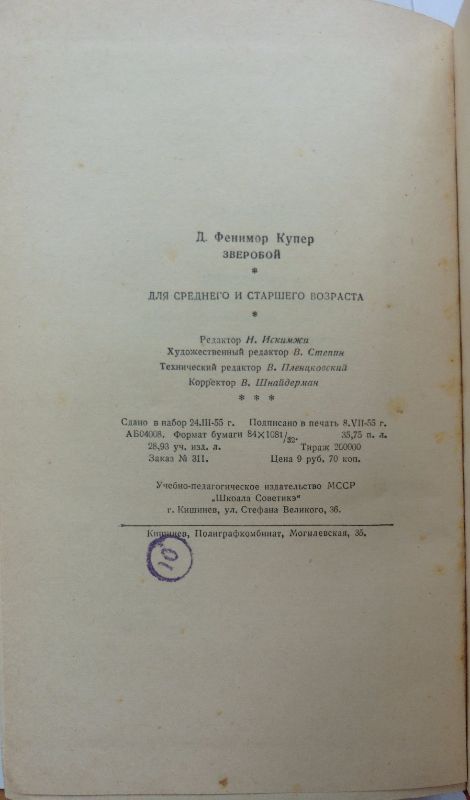 Д. Фенимор Купер
ЗВЕРОБОЙ
*
ДЛЯ СРЕДНЕГО И СТАРШЕГО ВОЗРАСТА
*
Редактор Н. Искимжи
Художественный редактор В. Степин
Технический редактор В. Пленцковский
Корректор В. Шнайдерман
* * *
Сдано в набор 24.III-55 г. Подписано в печать 8.VII-55 г.
АБ04008. Формат бумаги 84×1081/32. 35,75 п. л.
28,93 уч. изд. л. Тираж 200000
Заказ № 311. Цена 9 руб. 70 коп.
Учебно-педагогическое издательство МССР
„Шкоала Советикэ"
г. Кишинев, ул. Стефана Великого, 36.
Кишинев, Полиграфкомбинат, Могилевская, 35.
10